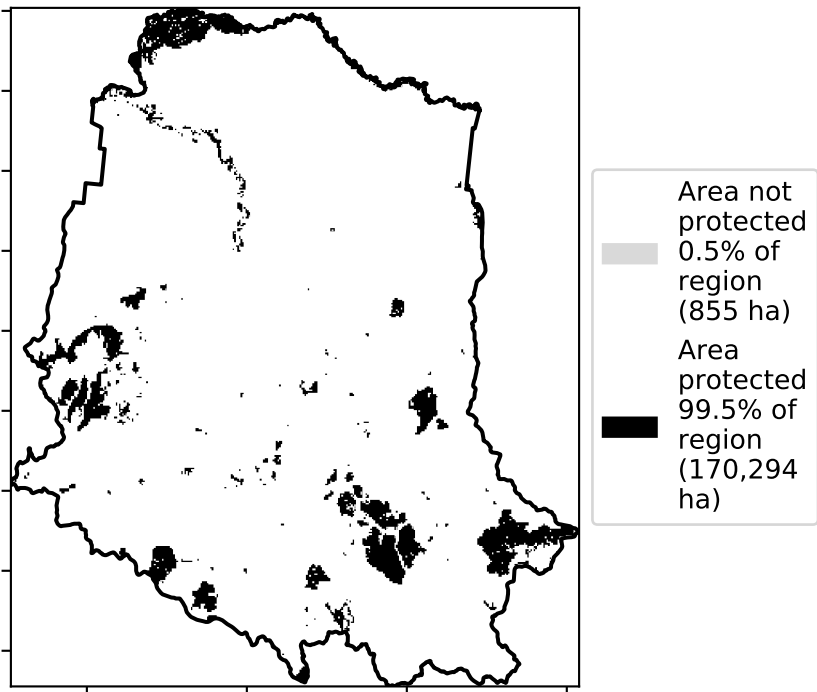 Area not
protected
0.5% of
region
(855 ha)
Area
protected
99.5% of
region
(170,294
ha)